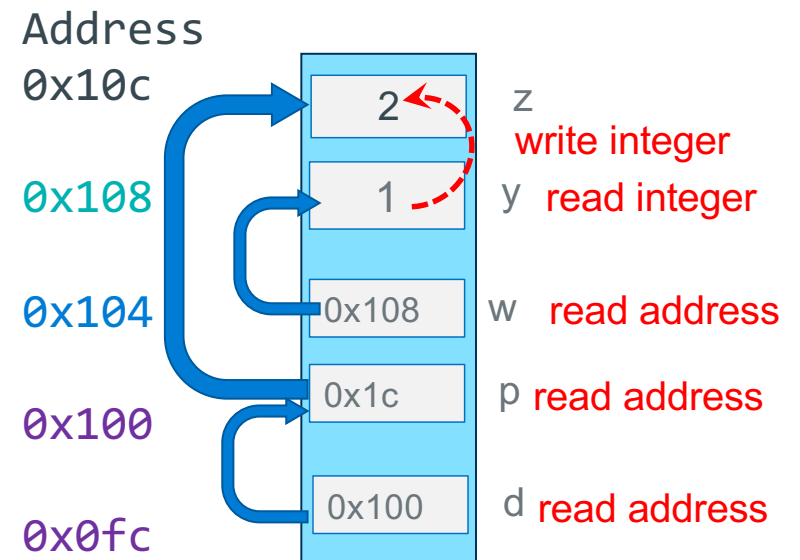 Address
0x10c 2 z
write integer
0x108 1 y read integer
0x104 0x108 w read address
0x1c p read address
0x100
0x100 d read address
0x0fc